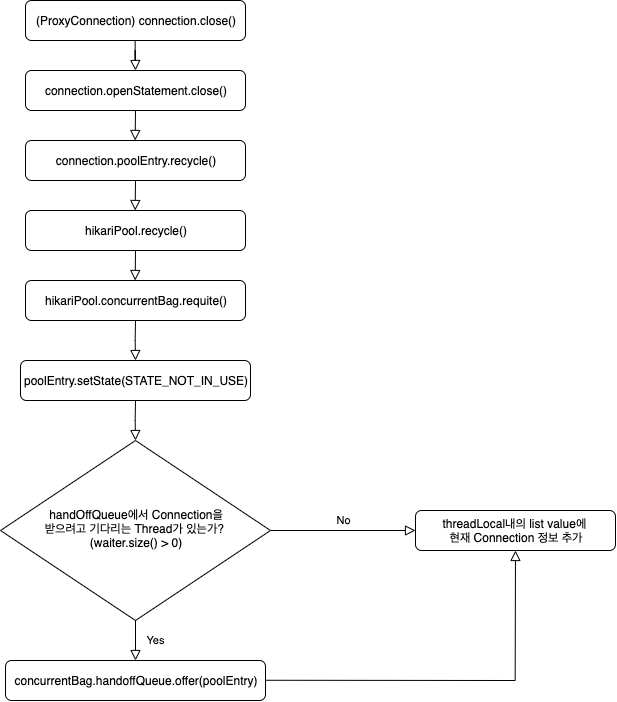 (ProxyConnection) connection.close()
connection.openStatement.close()
connection.poolEntry.recycle()
hikariPool.recycle()
hikariPool.concurrentBag.requite()
poolEntry.setState(STATE_NOT_IN_USE)
handOffQueue에서 Connection을
받으려고 기다리는 Thread가 있는가?
(waiter.size() > 0)
No
threadLocal내의 list value에
현재 Connection 정보 추가
Yes
concurrentBag.handoffQueue.offer(poolEntry)